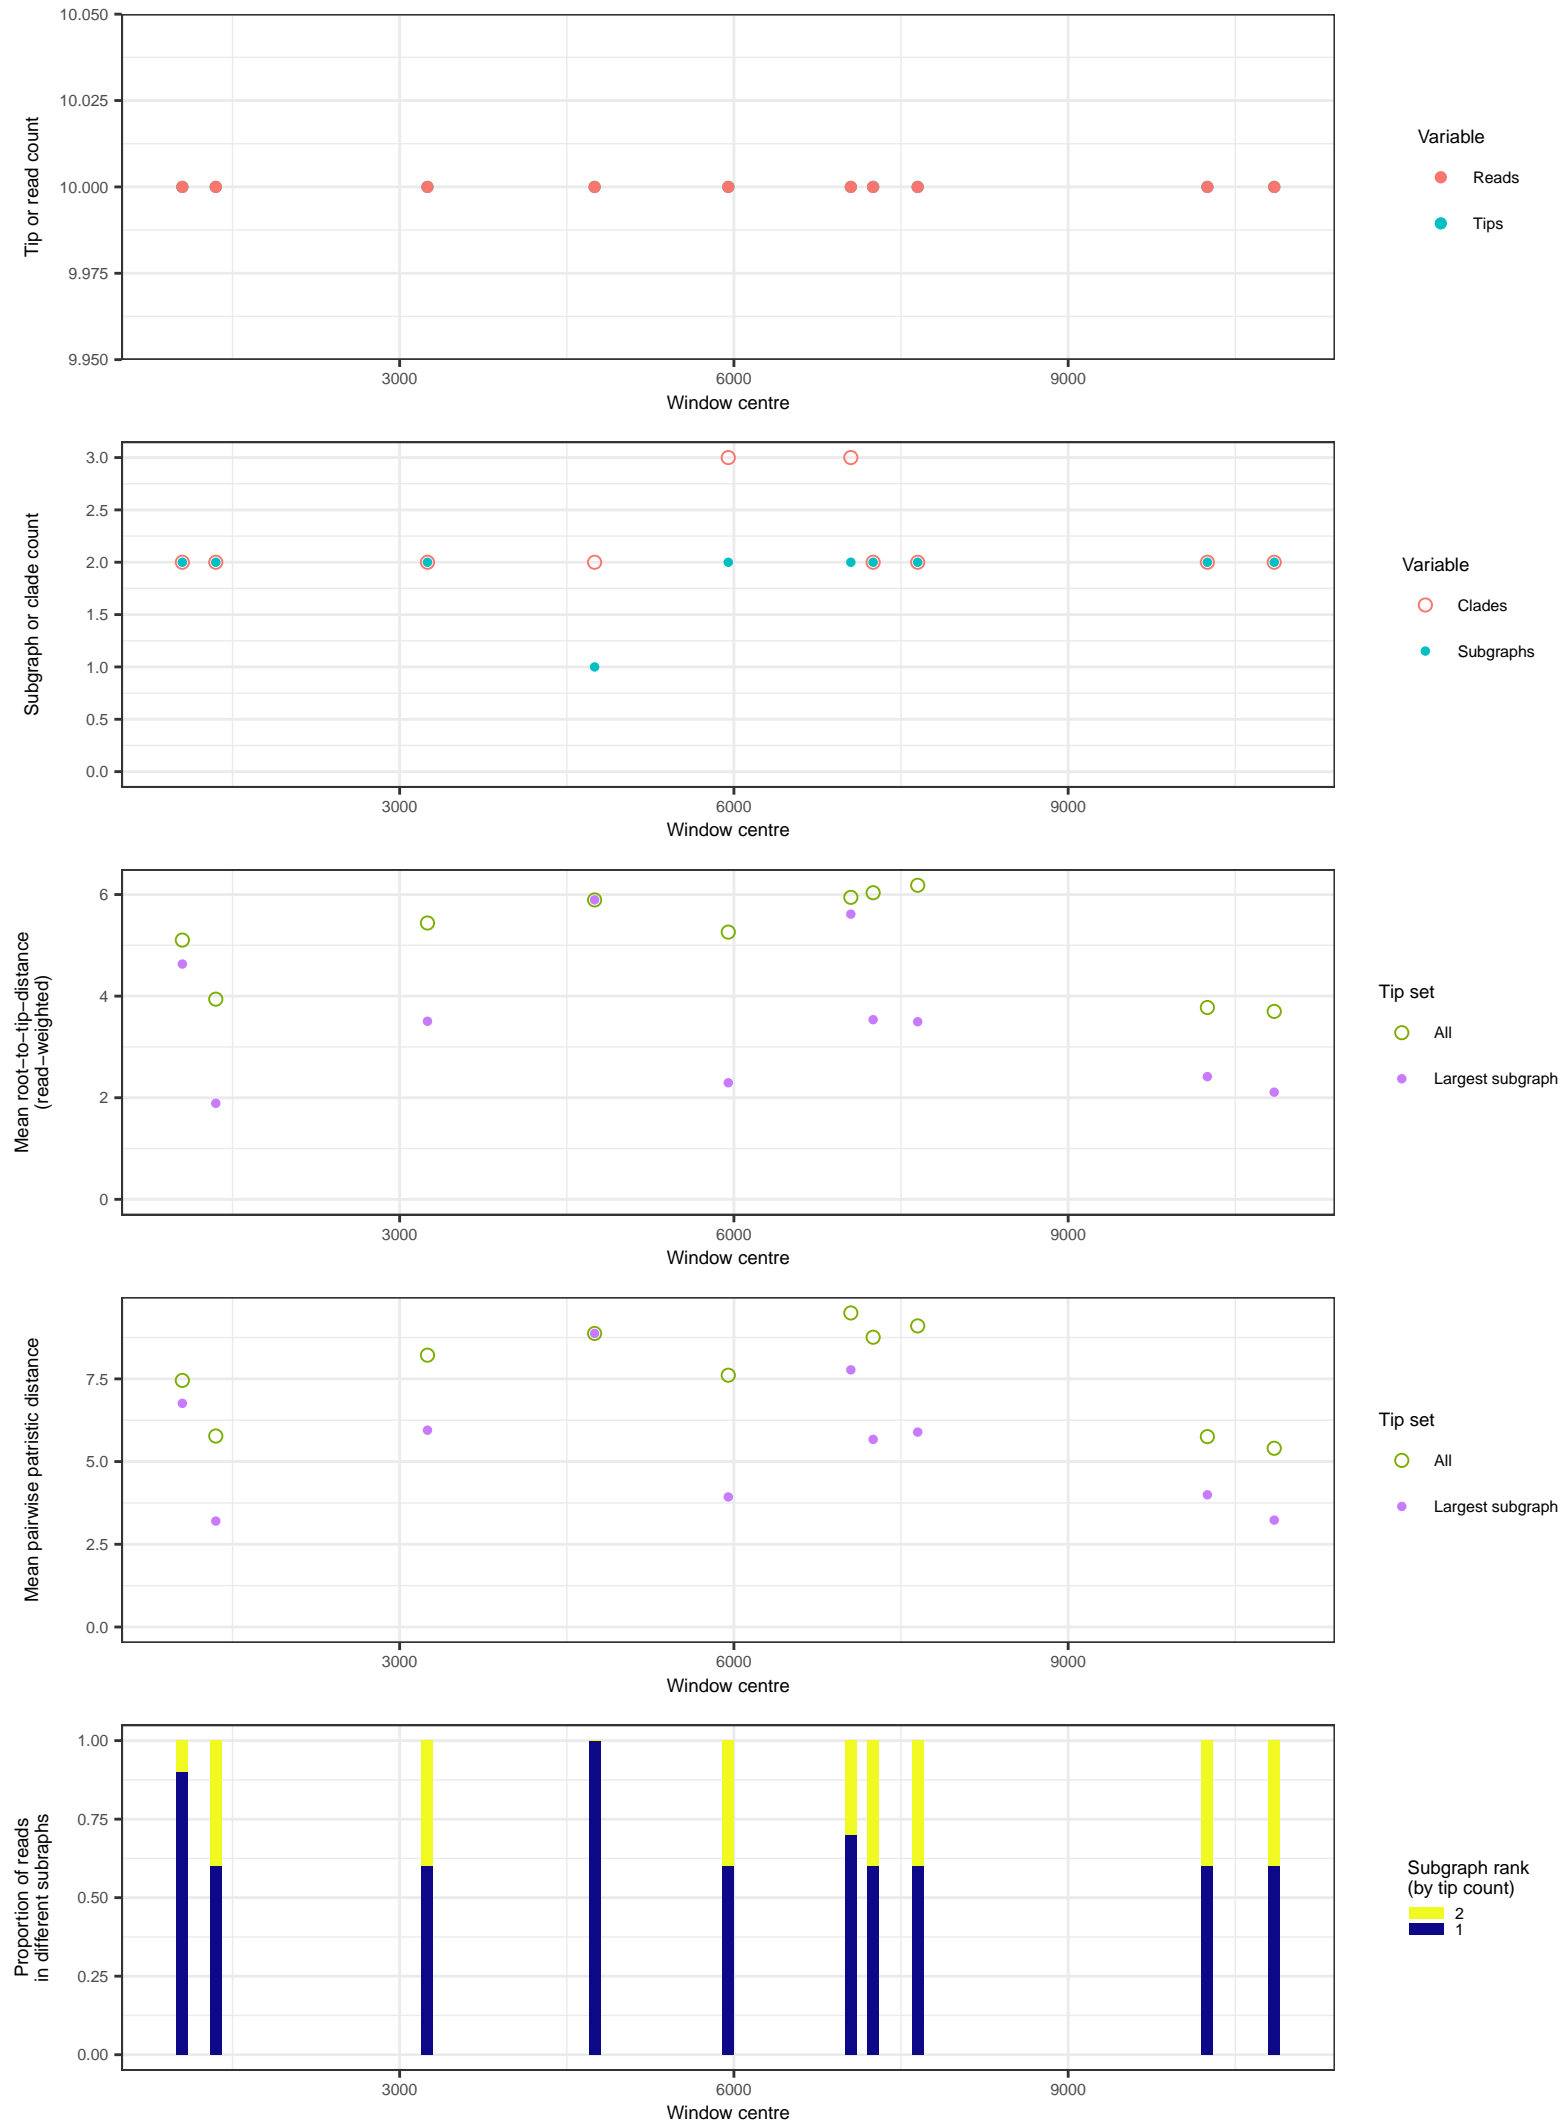 10.050
10.025
10.000
9.975
9.950
Tip or read count
3000
6000
9000
Window centre
Variable
Reads
Tips
3.0
2.5
2.0
1.5
1.0
0.5
0.0
Subgraph or clade count
3000
6000
9000
Window centre
Variable
Clades
Subgraphs
6
4
2
0
Mean root−to−tip−distance
(read−weighted)
3000
6000
9000
Window centre
Tip set
All
Largest subgraph
7.5
5.0
2.5
0.0
Mean pairwise patristic distance
3000
6000
9000
Window centre
Tip set
All
Largest subgraph
1.00
0.75
0.50
0.25
0.00
Proportion of reads
in different subraphs
3000
6000
9000
Window centre
Subgraph rank
(by tip count)
2
1